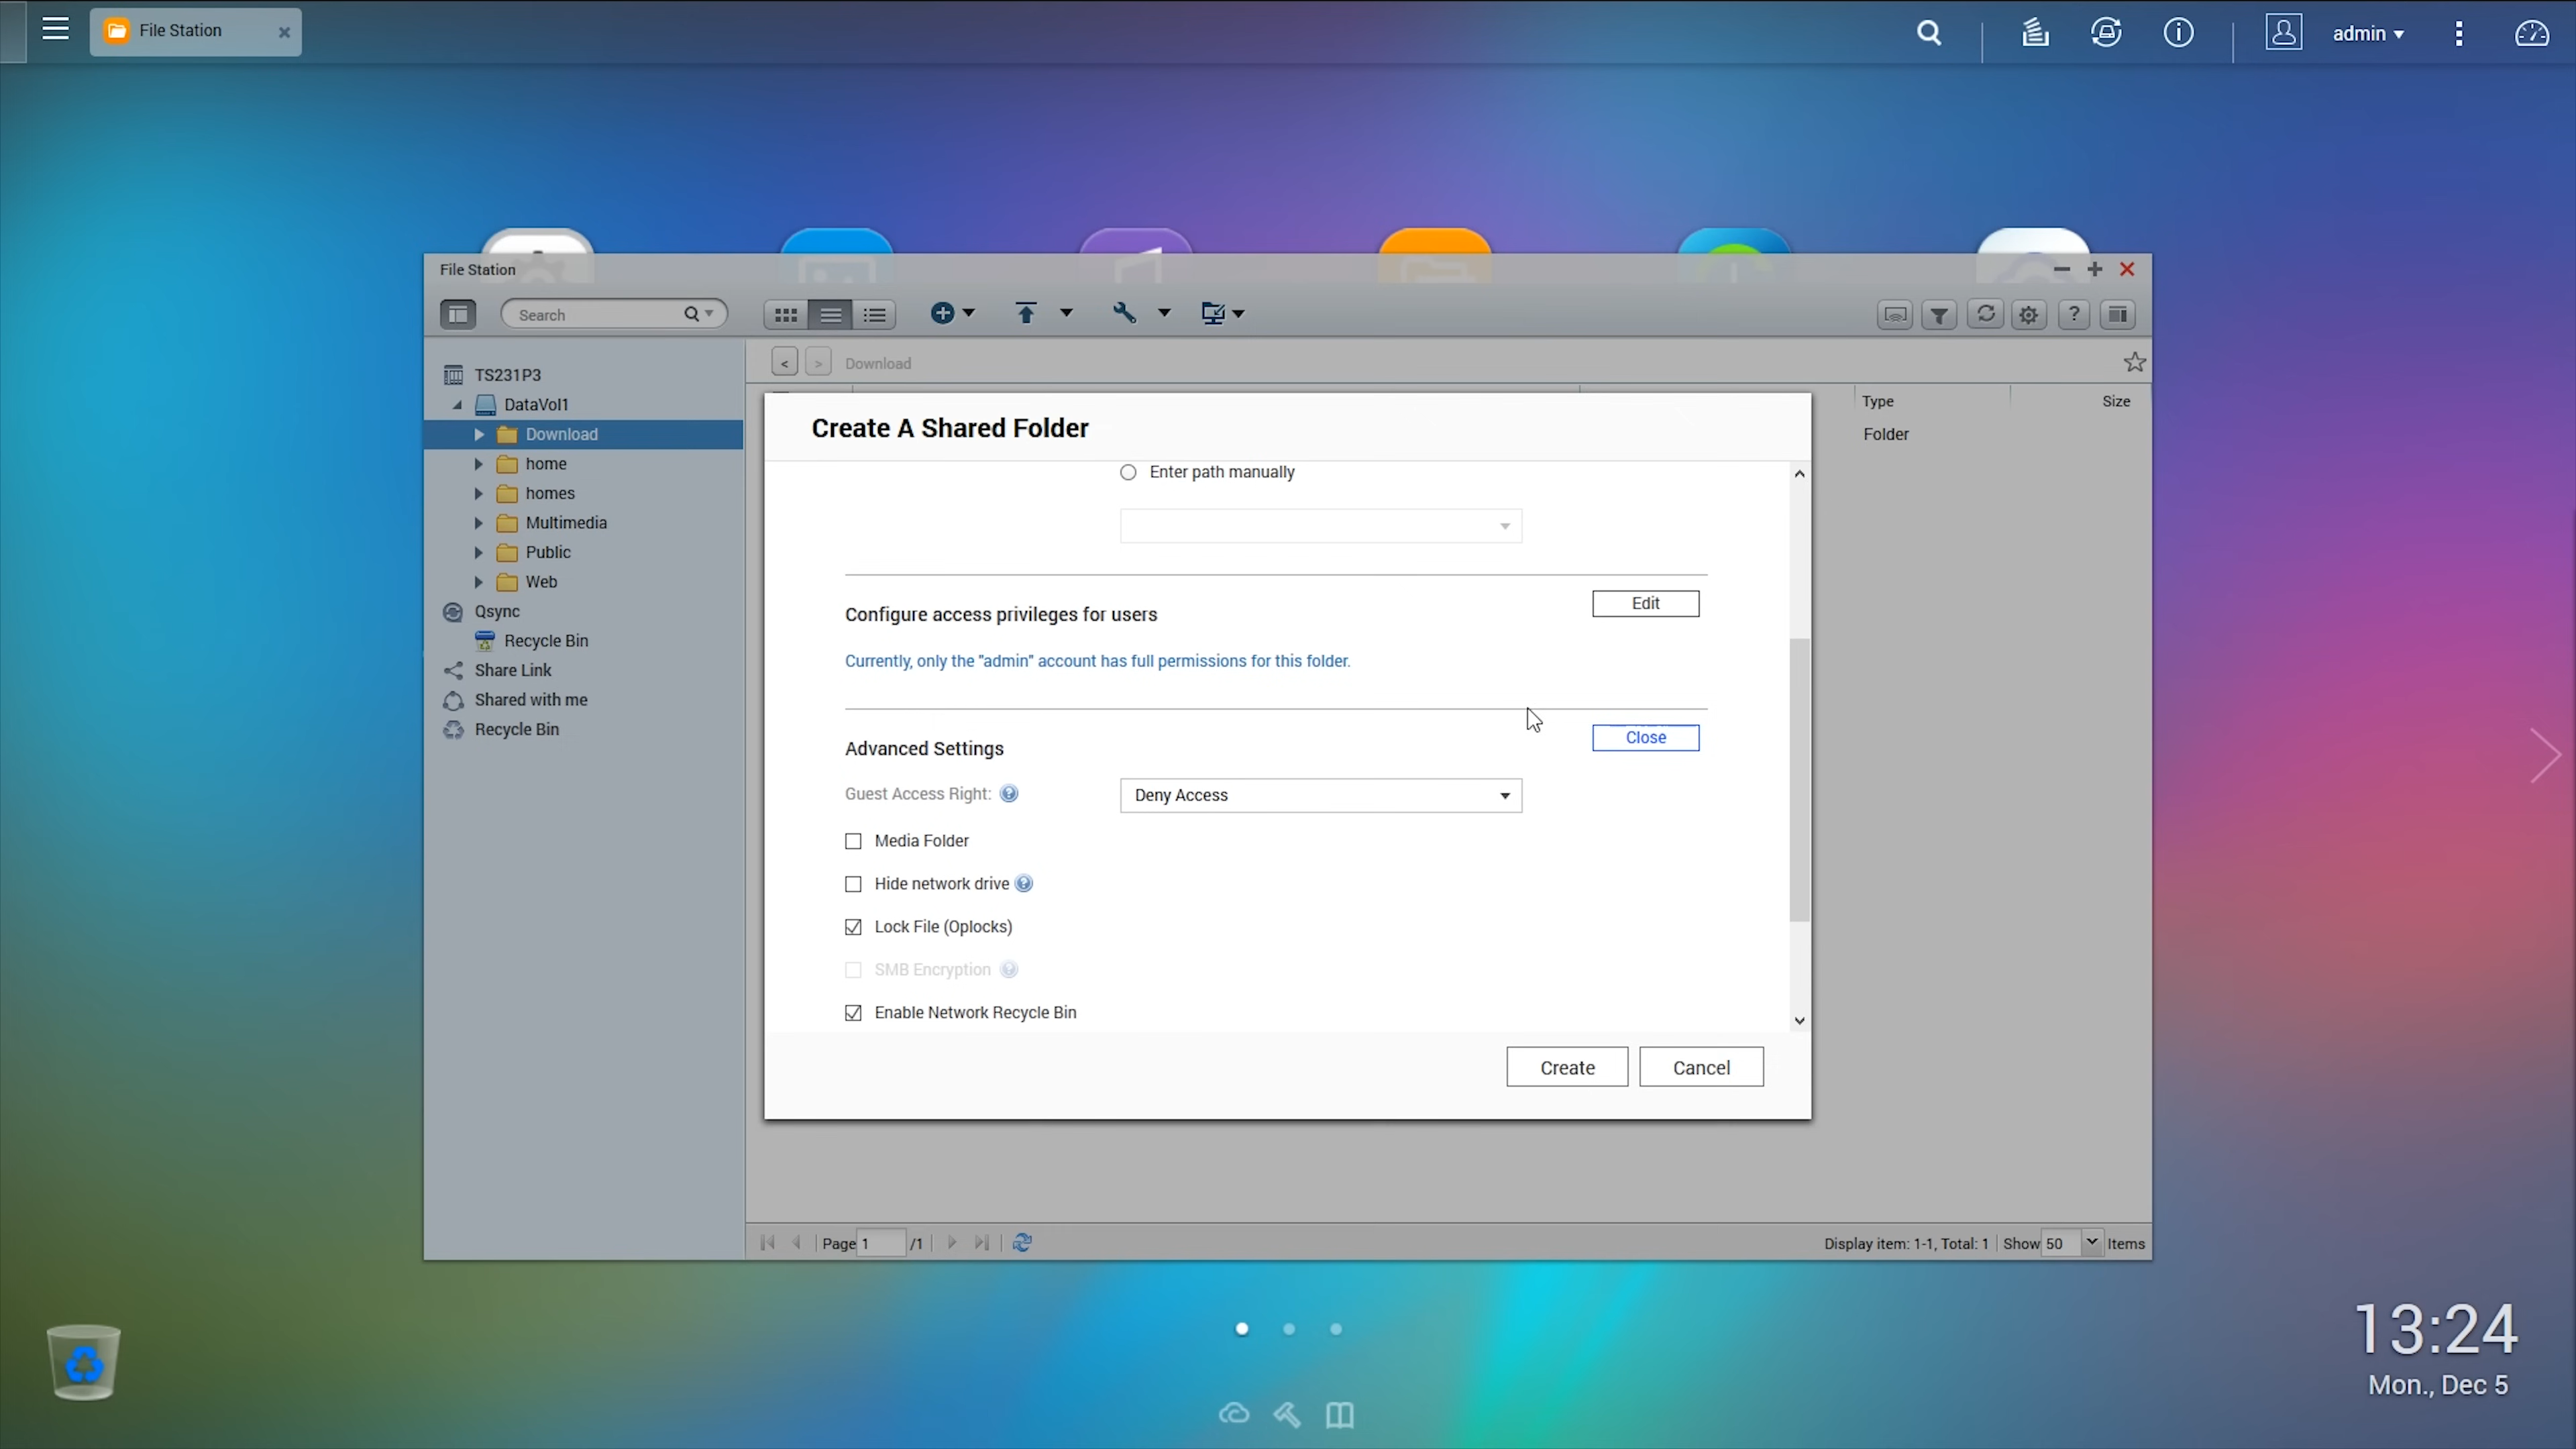 File Station
admin
File Station
Search
Download
TS231P3
DataVol1
Download
home
homes
Multimedia
Public
Web
Qsync
Recycle Bin
Share Link
Shared with me
Recycle Bin
Type
Size
Folder
Create A Shared Folder
Enter path manually
Configure access privileges for users
Edit
Currently, only the "admin" account has full permissions for this folder.
Advanced Settings
Close
Guest Access Right:
Deny Access
Media Folder
Hide network drive
Lock File (Oplocks)
SMB Encryption
Enable Network Recycle Bin
Create
Cancel
Page 1 /1
Display item: 1-1, Total: 1 | Show 50 Items
13:24
Mon., Dec 5